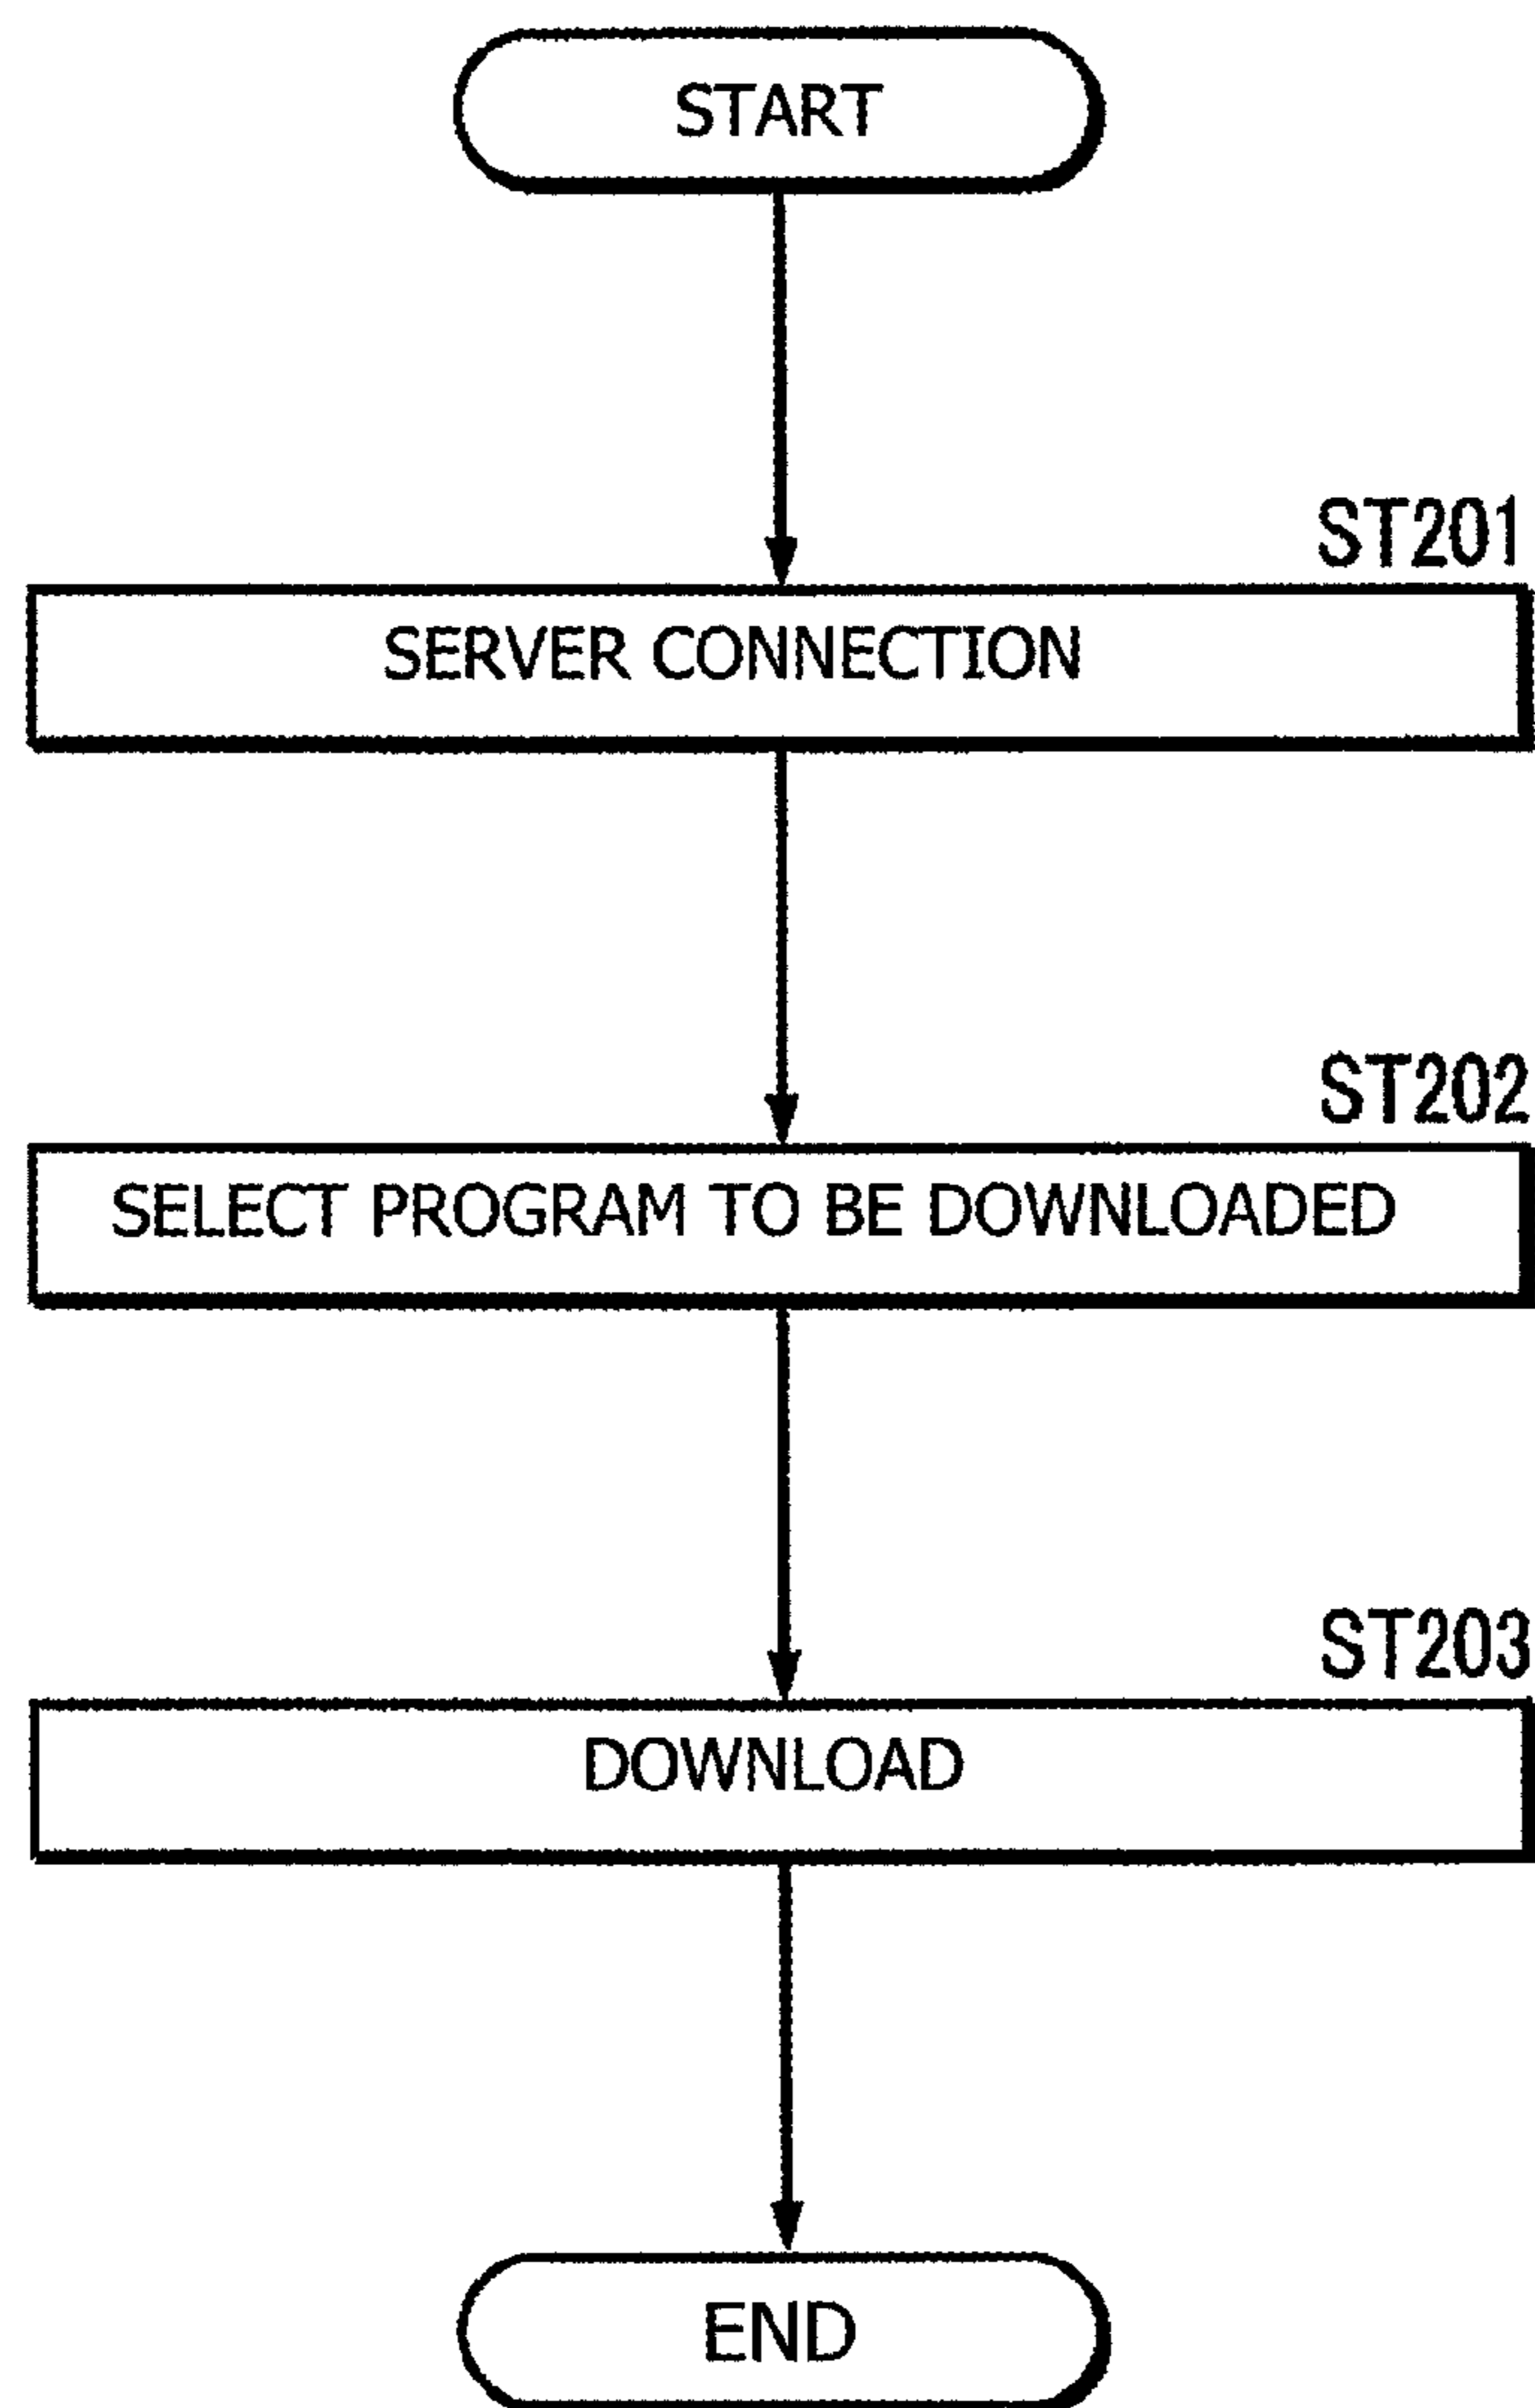 START
ST201
SERVER CONNECTION
ST202
SELECT PROGRAM TO BE DOWNLOADED
ST203
DOWNLOAD
END